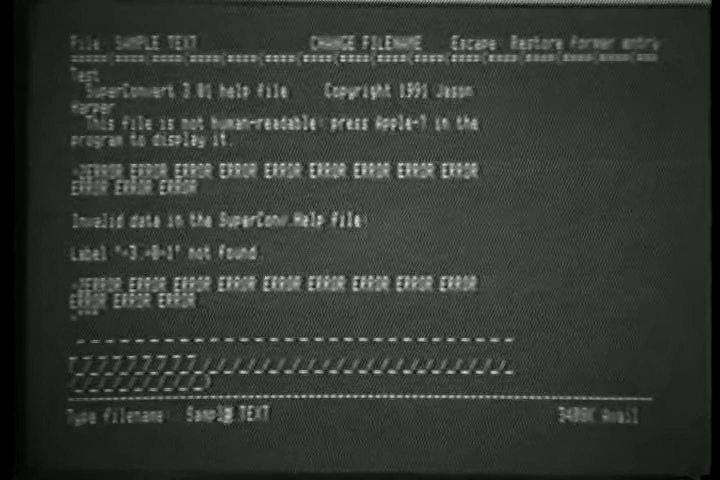 File: SAMPLE TEXT CHANGE FILENAME Escape: Restore former entry
Test
SuperConvert 3.01 help file Copyright 1991 Jason
Harper
This file is not human-readable: press Apple-? in the
program to display it.
ERROR ERROR ERROR ERROR ERROR ERROR ERROR ERROR ERROR
ERROR ERROR ERROR
Invalid data in the SuperConv.Help file:
Label "-3:-0-1" not found
ERROR ERROR ERROR ERROR ERROR ERROR ERROR ERROR ERROR
ERROR ERROR ERROR
Type filename: Sample TEXT Avail